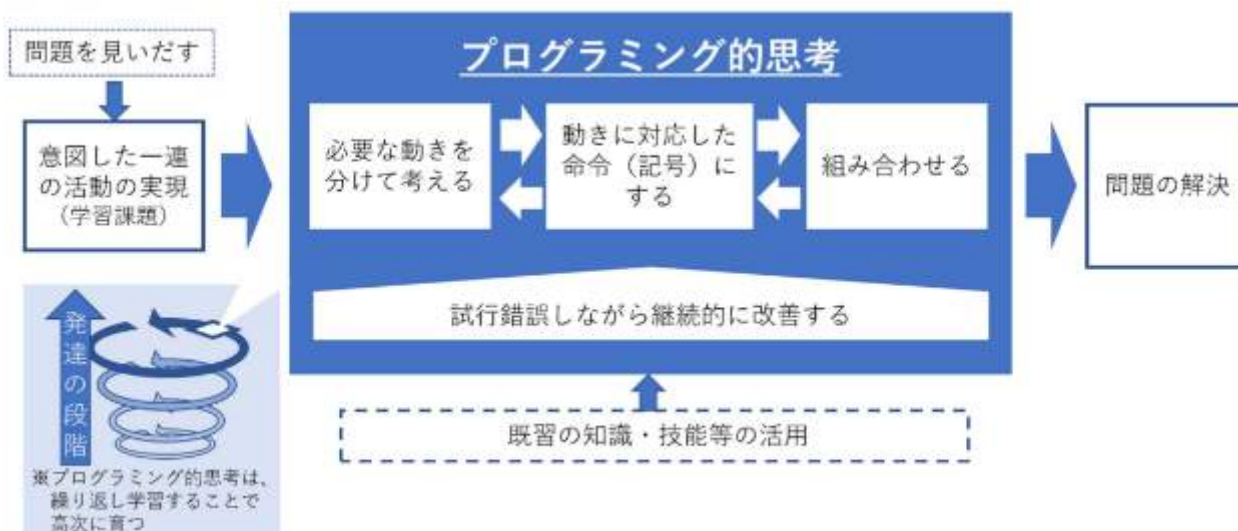 プログラミング的思考
問題を見いだす
意図した一連
の活動の実現
（学習課題）
必要な動きを
分けて考える
動きに対応した
命令（記号）に
する
組み合わせる
問題の解決
試行錯誤しながら継続的に改善する
既習の知識・技能等の活用
発達の段階
※プログラミング的思考は、
繰り返し学習することで
高次に育つ